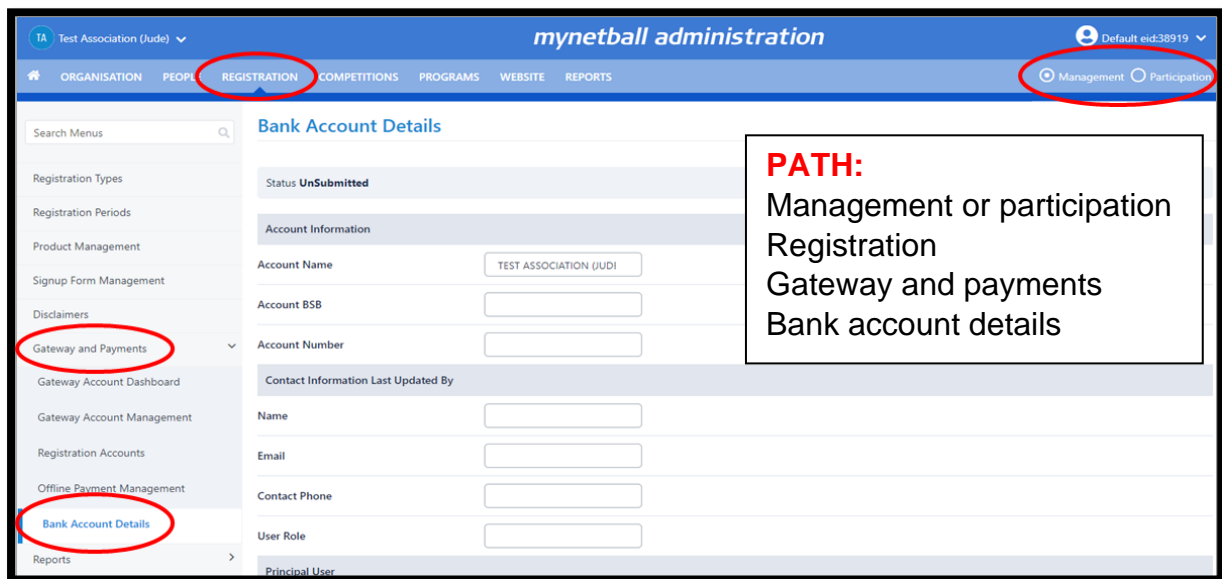 TA Test Association (Jude)
mynetball administration
Default eid:38919
ORGANISATION PEOPLE REGISTRATION COMPETITIONS PROGRAMS WEBSITE REPORTS
Management Participation
Search Menus
Registration Types
Registration Periods
Product Management
Signup Form Management
Disclaimers
Gateway and Payments
Gateway Account Dashboard
Gateway Account Management
Registration Accounts
Offline Payment Management
Bank Account Details
Reports
Bank Account Details
Status UnSubmitted
Account Information
Account Name TEST ASSOCIATION (JUDI
Account BSB
Account Number
Contact Information Last Updated By
Name
Email
Contact Phone
User Role
Principal User
PATH:
Management or participation
Registration
Gateway and payments
Bank account details